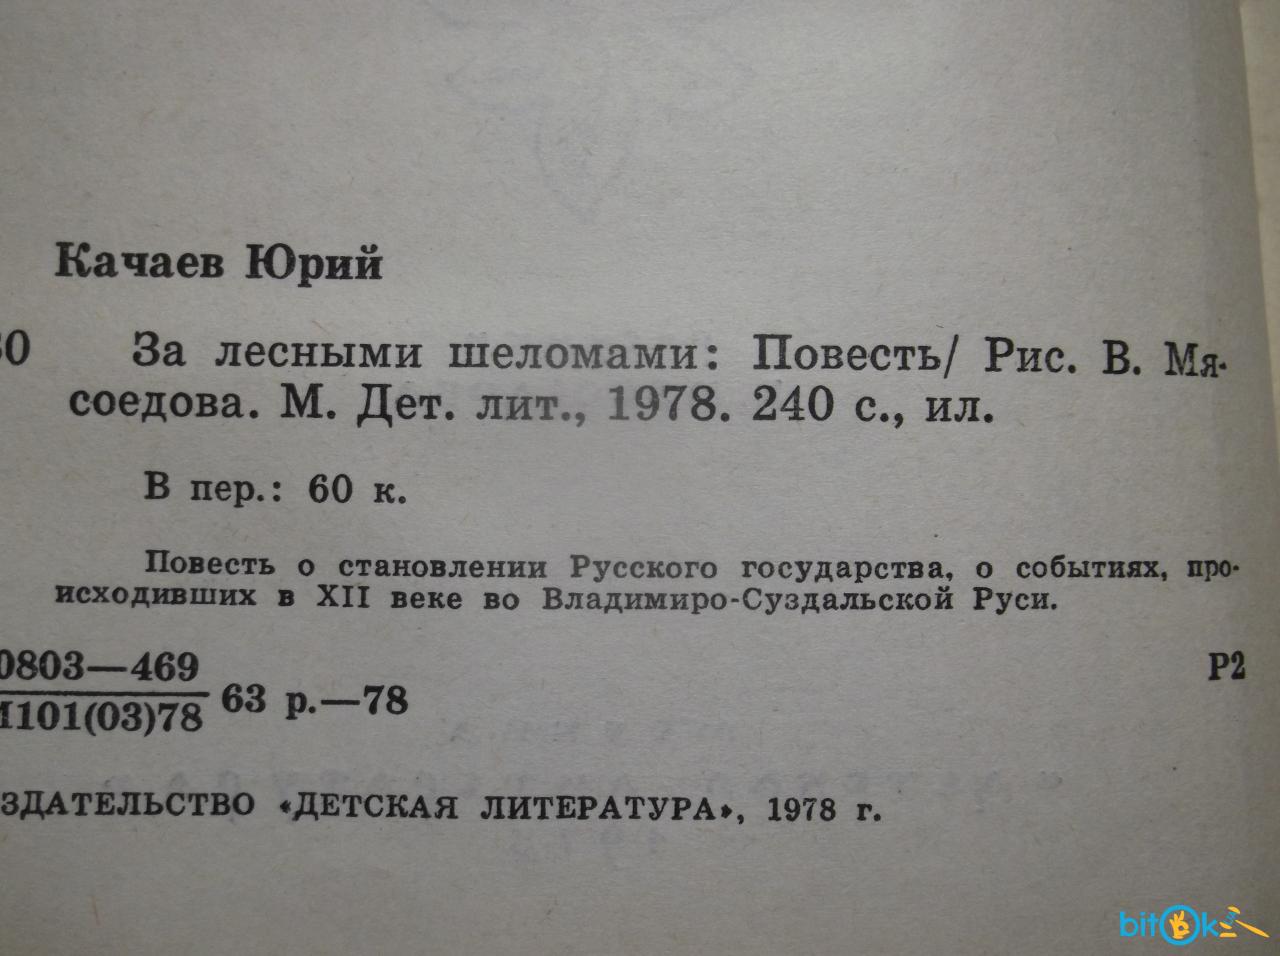 Качаев Юрий
0 За лесными шеломами: Повесть/ Рис. В. Мя-
соедова. М. Дет. лит., 1978. 240 с., ил.
В пер.: 60 к.
Повесть о становлении Русского государства, о событиях, про-
исходивших в XII веке во Владимиро-Суздальской Руси.
0803—469
М101(03)78
63 р.—78
Р2
ЗДАТЕЛЬСТВО «ДЕТСКАЯ ЛИТЕРАТУРА», 1978 г.